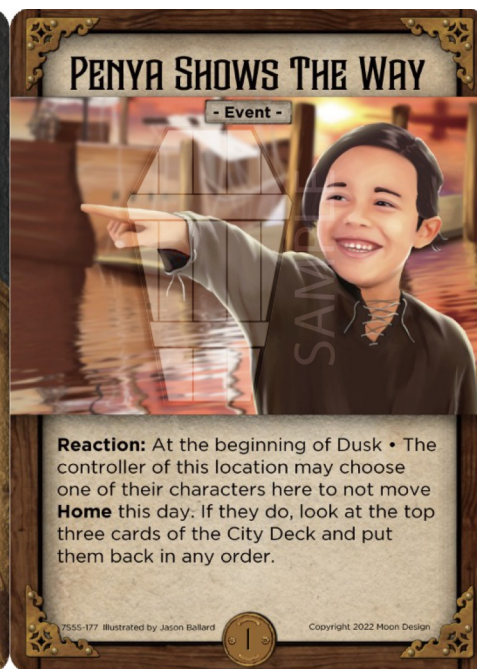 PENYA SHOWS THE WAY
- Event -
SAMPLE
Reaction: At the beginning of Dusk • The
controller of this location may choose
one of their characters here to not move
Home this day. If they do, look at the top
three cards of the City Deck and put
them back in any order.
7S5S-177 Illustrated by Jason Ballard
1
Copyright 2022 Moon Design